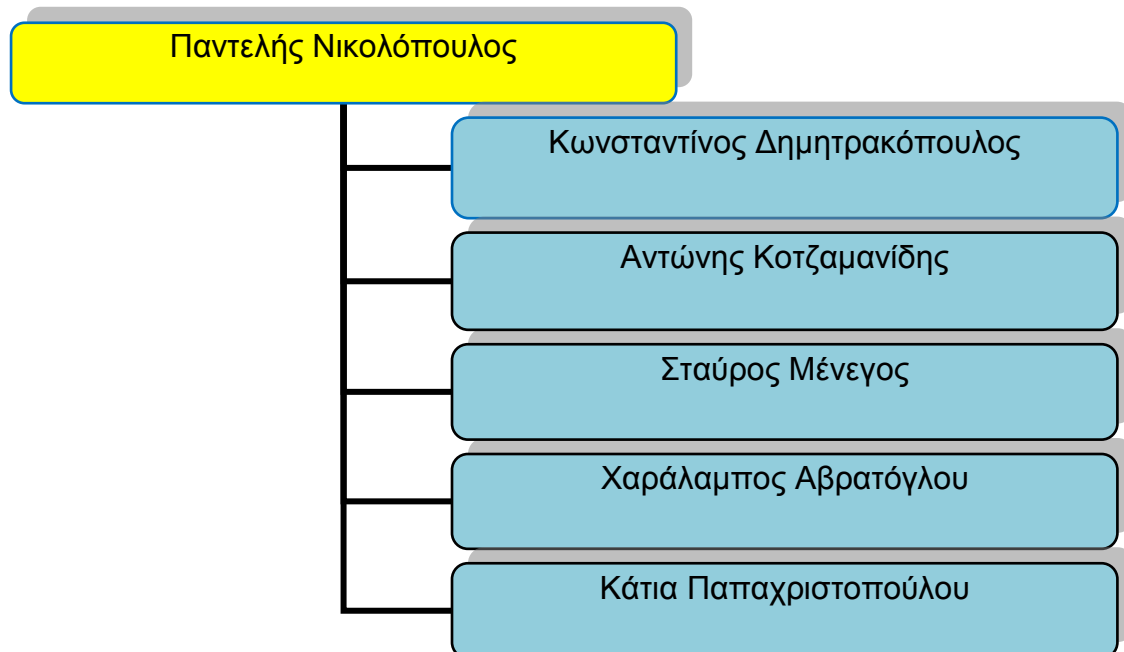 Παντελής Νικολόπουλος
Κωνσταντίνος Δημητρακόπουλος
Αντώνης Κοτζαμανίδης
Σταύρος Μένεγος
Χαράλαμπος Αβρατόγλου
Κάτια Παπαχριστοπούλου